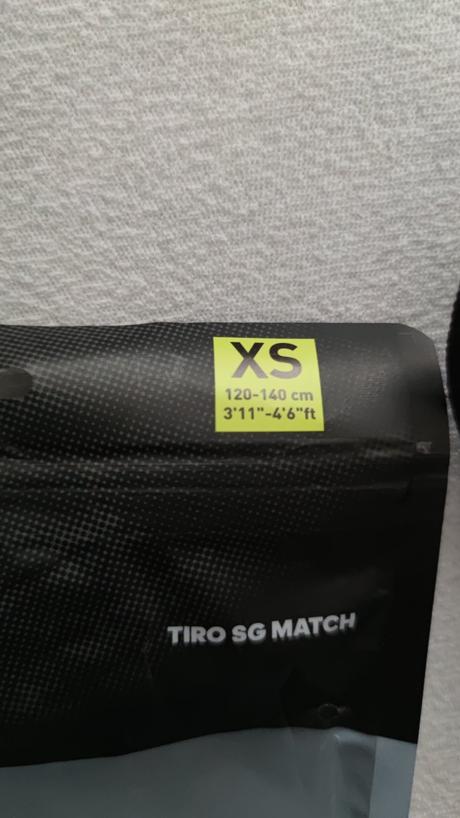 XS
120-140 cm
3'11"-4'6"ft
TIRO SG MATCH